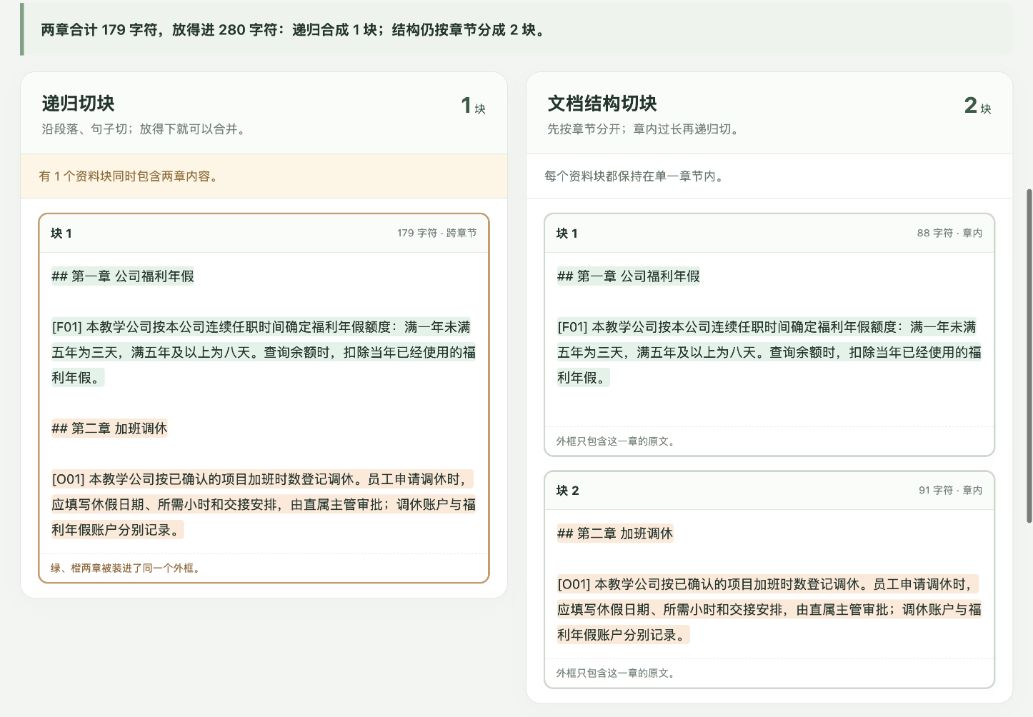 两章合计 179 字符，放得进 280 字符：递归合成 1 块；结构仍按章节分成 2 块。
递归切块
1 块
沿段落、句子切；放得下就可以合并。
有 1 个资料块同时包含两章内容。
块 1
179 字符 · 跨章节
## 第一章 公司福利年假
[F01] 本教学公司按本公司连续任职时间确定福利年假额度：满一年未满
五年为三天，满五年及以上为八天。查询余额时，扣除当年已经使用的福
利年假。
## 第二章 加班调休
[O01] 本教学公司按已确认的项目加班时数登记调休。员工申请调休时，
应填写休假日期、所需小时和交接安排，由直属主管审批；调休账户与福
利年假账户分别记录。
绿、橙两章被装进了同一个外框。
文档结构切块
2 块
先按章节分开；章内过长再递归切。
每个资料块都保持在单一章节内。
块 1
88 字符 · 章内
## 第一章 公司福利年假
[F01] 本教学公司按本公司连续任职时间确定福利年假额度：满一年未满
五年为三天，满五年及以上为八天。查询余额时，扣除当年已经使用的福
利年假。
外框只包含这一章的原文。
块 2
91 字符 · 章内
## 第二章 加班调休
[O01] 本教学公司按已确认的项目加班时数登记调休。员工申请调休时，
应填写休假日期、所需小时和交接安排，由直属主管审批；调休账户与福
利年假账户分别记录。
外框只包含这一章的原文。